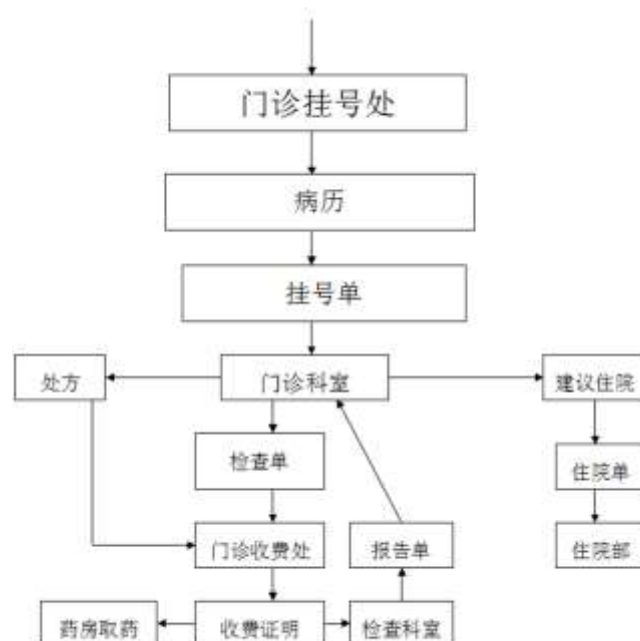 门诊挂号处
病历
挂号单
处方
门诊科室
建议住院
检查单
住院单
门诊收费处
报告单
住院部
药房取药
收费证明
检查科室